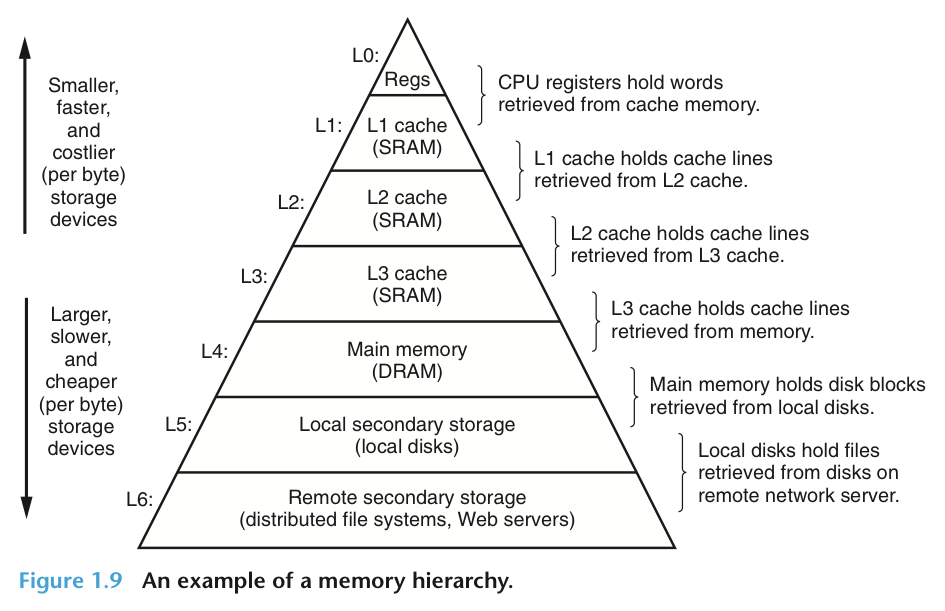 Smaller,
faster,
and
costlier
(per byte)
storage
devices
Larger,
slower,
and
cheaper
(per byte)
storage
devices
L0:
Regs
L1:
L1 cache
(SRAM)
L2:
L2 cache
(SRAM)
L3:
L3 cache
(SRAM)
L4:
Main memory
(DRAM)
L5:
Local secondary storage
(local disks)
L6:
Remote secondary storage
(distributed file systems, Web servers)
CPU registers hold words
retrieved from cache memory.
L1 cache holds cache lines
retrieved from L2 cache.
L2 cache holds cache lines
retrieved from L3 cache.
L3 cache holds cache lines
retrieved from memory.
Main memory holds disk blocks
retrieved from local disks.
Local disks hold files
retrieved from disks on
remote network server.
Figure 1.9 An example of a memory hierarchy.